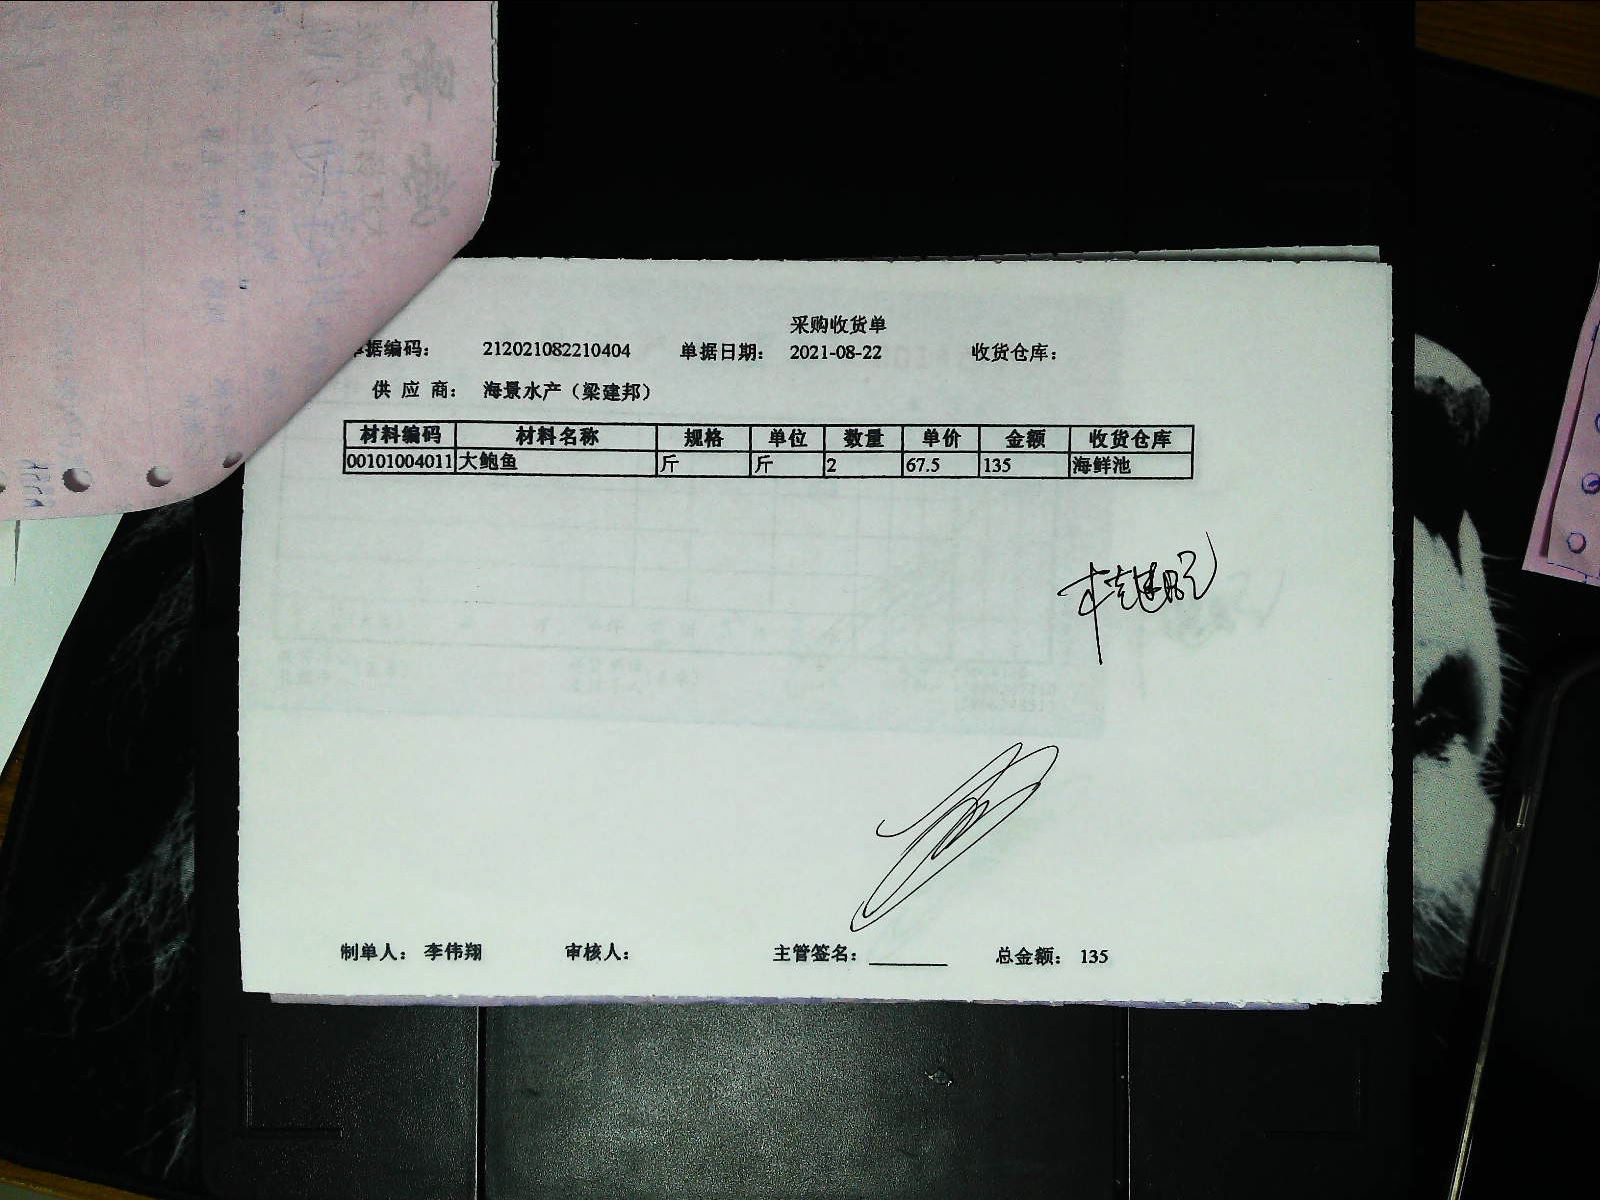 采购收货单
单据编码： 212021082210404 单据日期： 2021-08-22 收货仓库：
供 应 商： 海景水产（梁建邦）
材料编码 材料名称 规格 单位 数量 单价 金额 收货仓库
00101004011 大鲍鱼 斤 斤 2 67.5 135 海鲜池
制单人： 李伟翔 审核人： 主管签名： 总金额： 135